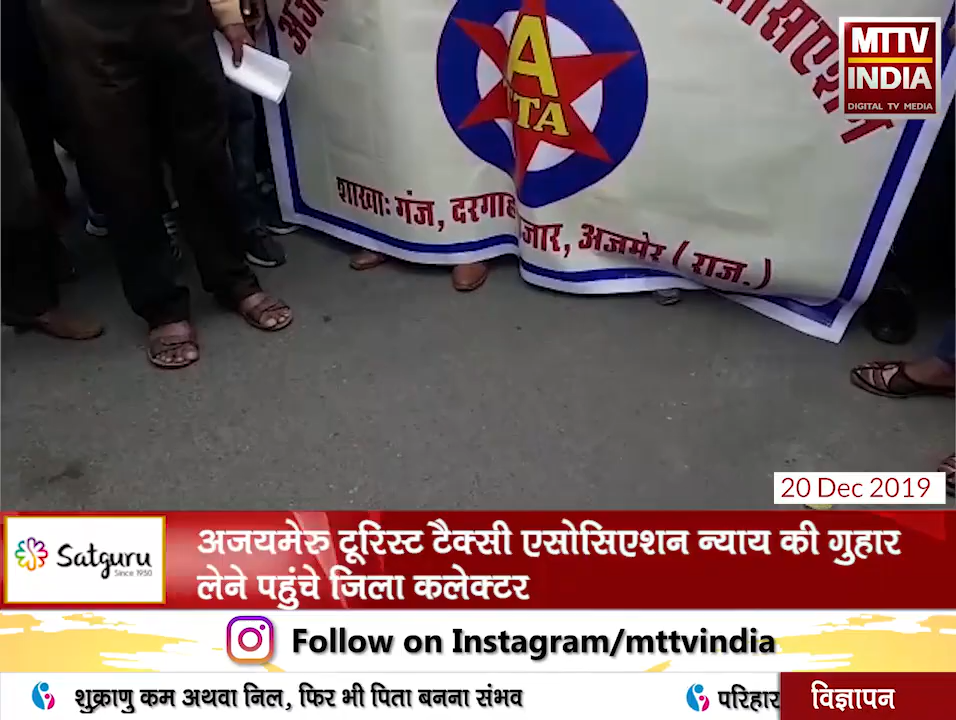 MTTV
INDIA
DIGITAL TV MEDIA
A
TTA
शाखा: गंज, दरगाह
जार, अजमेर ( राज. )
20 Dec 2019
Satguru
Since 1950
अजयमेरु टूरिस्ट टैक्सी एसोसिएशन न्याय की गुहार
लेने पहुंचे जिला कलेक्टर
Follow on Instagram/mttvindia
शुक्राणु कम अथवा निल, फिर भी पिता बनना संभव
परिहार
विज्ञापन